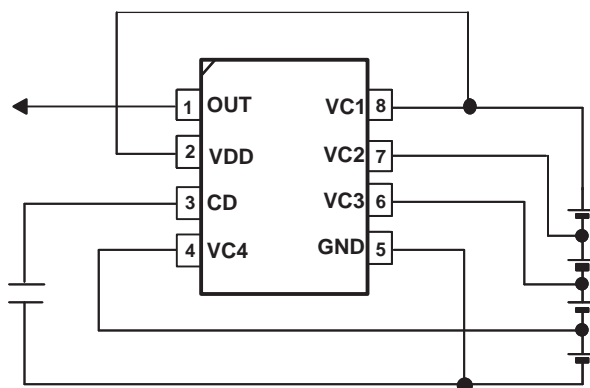 1 OUT VC1 8
2 VDD VC2 7
3 CD VC3 6
4 VC4 GND 5